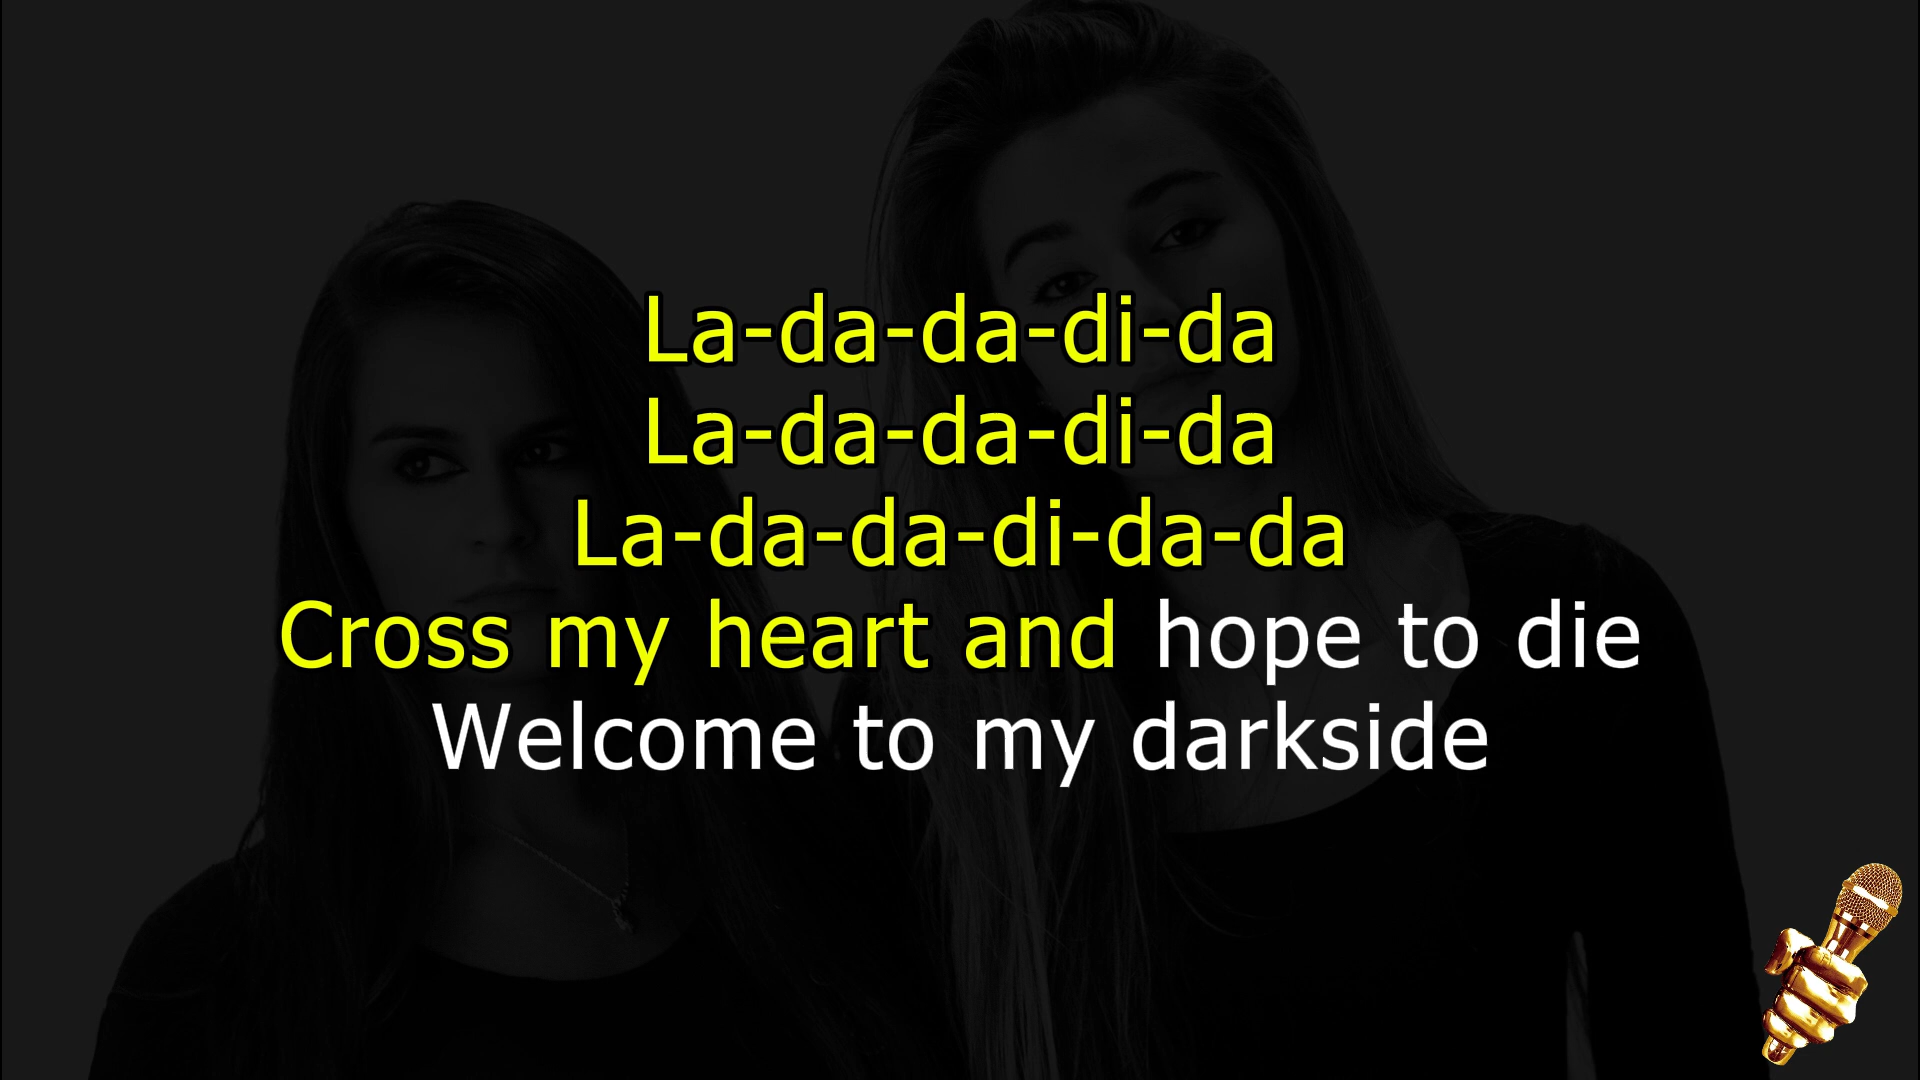 La-da-da-di-da
La-da-da-di-da
La-da-da-di-da-da
Cross my heart and hope to die
Welcome to my darkside